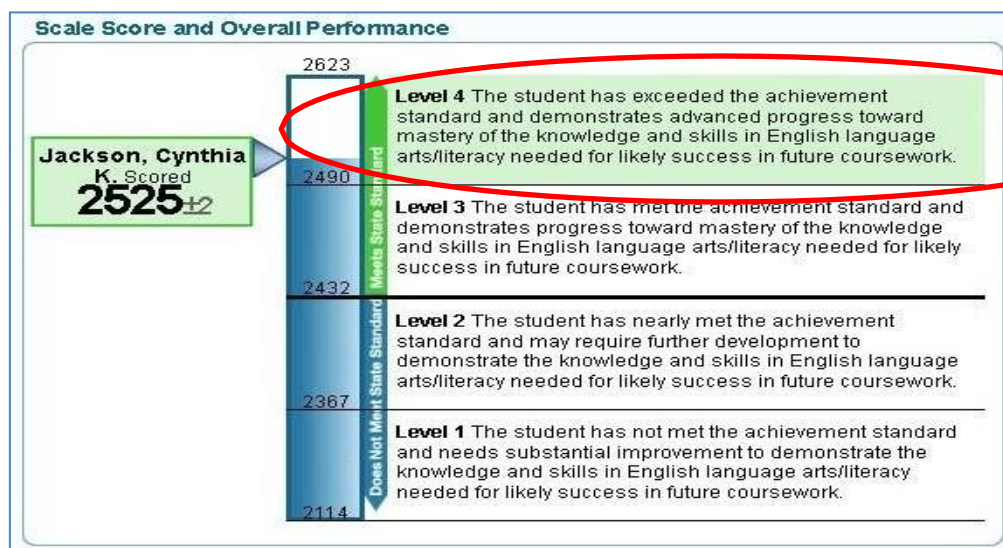 Scale Score and Overall Performance
2623
Level 4 The student has exceeded the achievement
standard and demonstrates advanced progress toward
mastery of the knowledge and skills in English language
arts/literacy needed for likely success in future coursework.
Jackson, Cynthia
K. Scored
2525±2
2490
Level 3 The student has met the achievement standard and
demonstrates progress toward mastery of the knowledge
and skills in English language arts/literacy needed for likely
success in future coursework.
Meets State Standard
2432
Level 2 The student has nearly met the achievement
standard and may require further development to
demonstrate the knowledge and skills in English language
arts/literacy needed for likely success in future coursework.
2367
Does Not Meet State Standard
Level 1 The student has not met the achievement standard
and needs substantial improvement to demonstrate the
knowledge and skills in English language arts/literacy
needed for likely success in future coursework.
2114